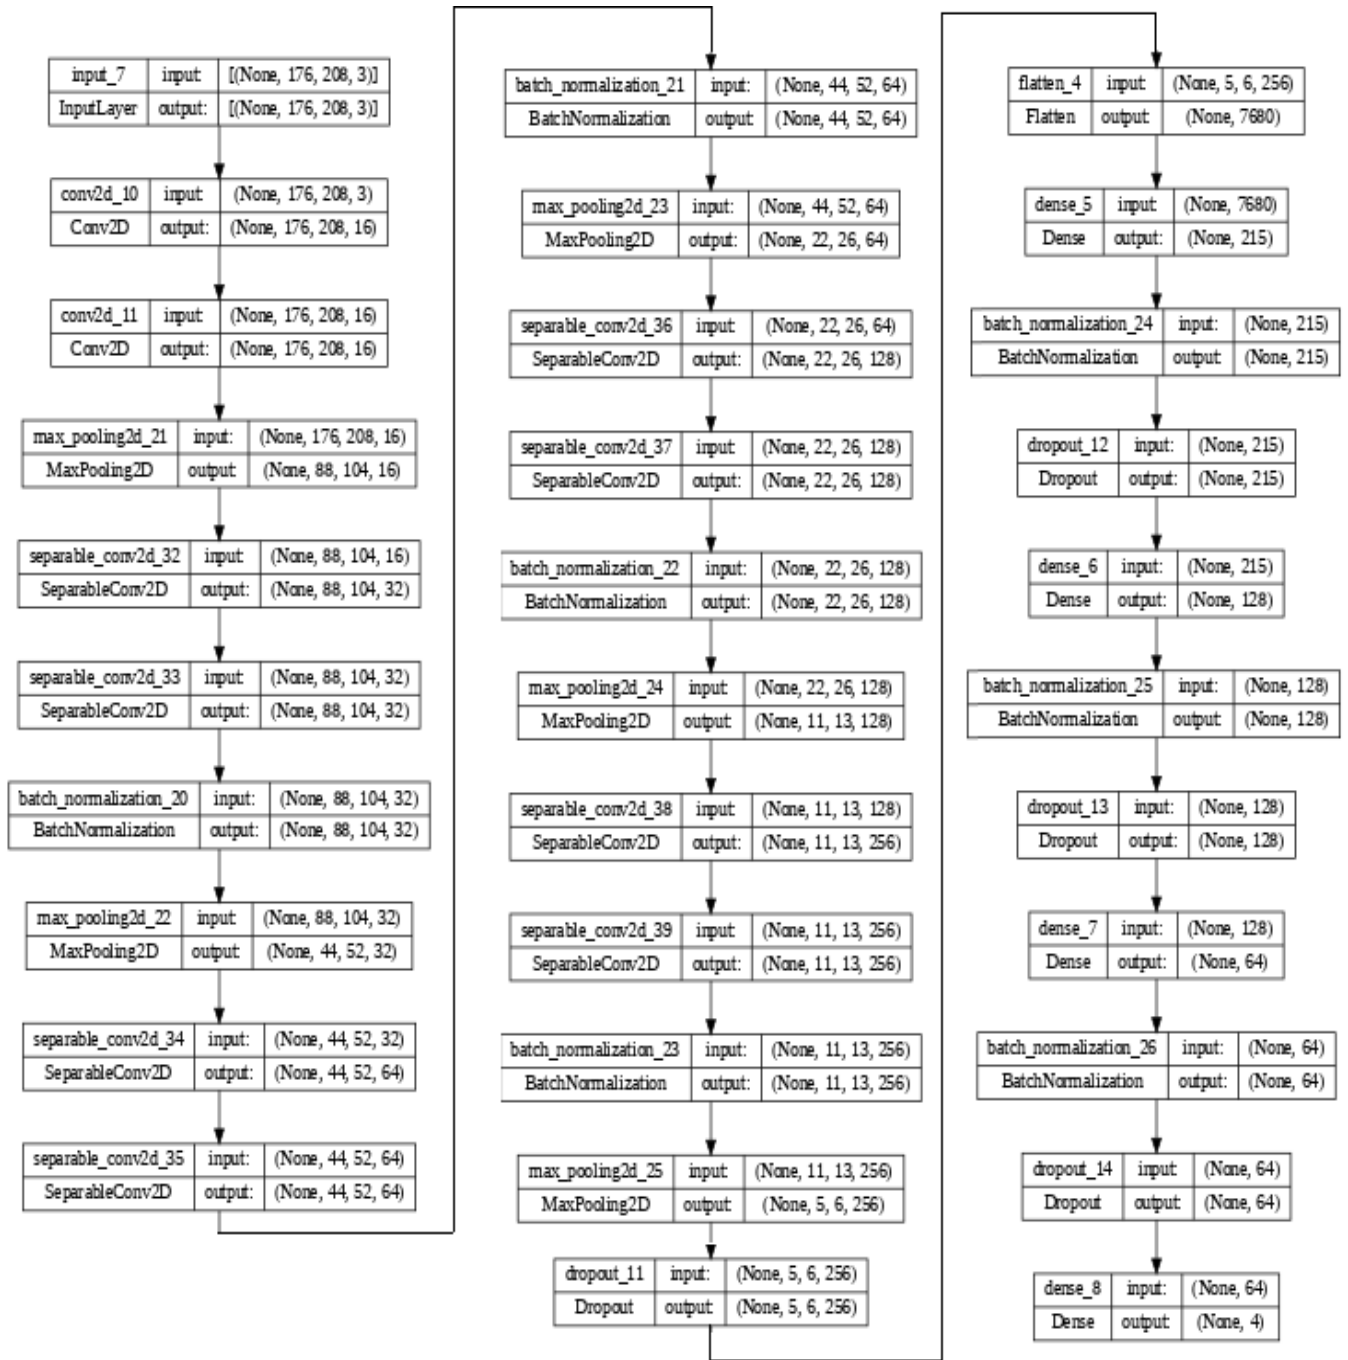 input_7 input: [(None, 176, 208, 3)]
InputLayer output: [(None, 176, 208, 3)]
conv2d_10 input: (None, 176, 208, 3)
Conv2D output: (None, 176, 208, 16)
conv2d_11 input: (None, 176, 208, 16)
Conv2D output: (None, 176, 208, 16)
max_pooling2d_21 input: (None, 176, 208, 16)
MaxPooling2D output: (None, 88, 104, 16)
separable_conv2d_32 input: (None, 88, 104, 16)
SeparableConv2D output: (None, 88, 104, 32)
separable_conv2d_33 input: (None, 88, 104, 32)
SeparableConv2D output: (None, 88, 104, 32)
batch_normalization_20 input: (None, 88, 104, 32)
BatchNormalization output: (None, 88, 104, 32)
max_pooling2d_22 input: (None, 88, 104, 32)
MaxPooling2D output: (None, 44, 52, 32)
separable_conv2d_34 input: (None, 44, 52, 32)
SeparableConv2D output: (None, 44, 52, 64)
separable_conv2d_35 input: (None, 44, 52, 64)
SeparableConv2D output: (None, 44, 52, 64)
batch_normalization_21 input: (None, 44, 52, 64)
BatchNormalization output: (None, 44, 52, 64)
max_pooling2d_23 input: (None, 44, 52, 64)
MaxPooling2D output: (None, 22, 26, 64)
separable_conv2d_36 input: (None, 22, 26, 64)
SeparableConv2D output: (None, 22, 26, 128)
separable_conv2d_37 input: (None, 22, 26, 128)
SeparableConv2D output: (None, 22, 26, 128)
batch_normalization_22 input: (None, 22, 26, 128)
BatchNormalization output: (None, 22, 26, 128)
max_pooling2d_24 input: (None, 22, 26, 128)
MaxPooling2D output: (None, 11, 13, 128)
separable_conv2d_38 input: (None, 11, 13, 128)
SeparableConv2D output: (None, 11, 13, 256)
separable_conv2d_39 input: (None, 11, 13, 256)
SeparableConv2D output: (None, 11, 13, 256)
batch_normalization_23 input: (None, 11, 13, 256)
BatchNormalization output: (None, 11, 13, 256)
max_pooling2d_25 input: (None, 11, 13, 256)
MaxPooling2D output: (None, 5, 6, 256)
dropout_11 input: (None, 5, 6, 256)
Dropout output: (None, 5, 6, 256)
flatten_4 input: (None, 5, 6, 256)
Flatten output: (None, 7680)
dense_5 input: (None, 7680)
Dense output: (None, 215)
batch_normalization_24 input: (None, 215)
BatchNormalization output: (None, 215)
dropout_12 input: (None, 215)
Dropout output: (None, 215)
dense_6 input: (None, 215)
Dense output: (None, 128)
batch_normalization_25 input: (None, 128)
BatchNormalization output: (None, 128)
dropout_13 input: (None, 128)
Dropout output: (None, 128)
dense_7 input: (None, 128)
Dense output: (None, 64)
batch_normalization_26 input: (None, 64)
BatchNormalization output: (None, 64)
dropout_14 input: (None, 64)
Dropout output: (None, 64)
dense_8 input: (None, 64)
Dense output: (None, 4)